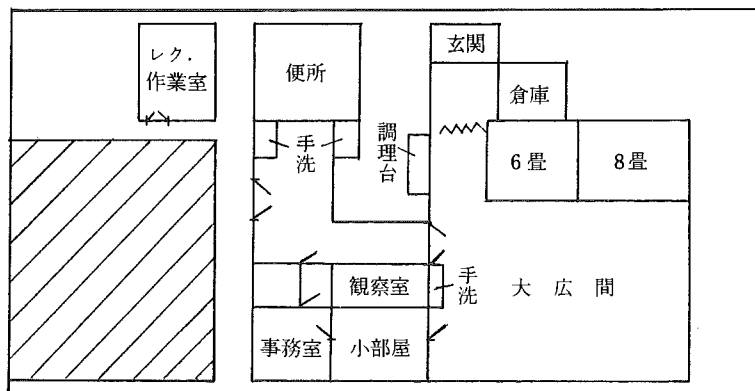 玄関
レク.
作業室
便所
倉庫
手洗
調理台
6畳
8畳
観察室
手洗
大広間
事務室
小部屋